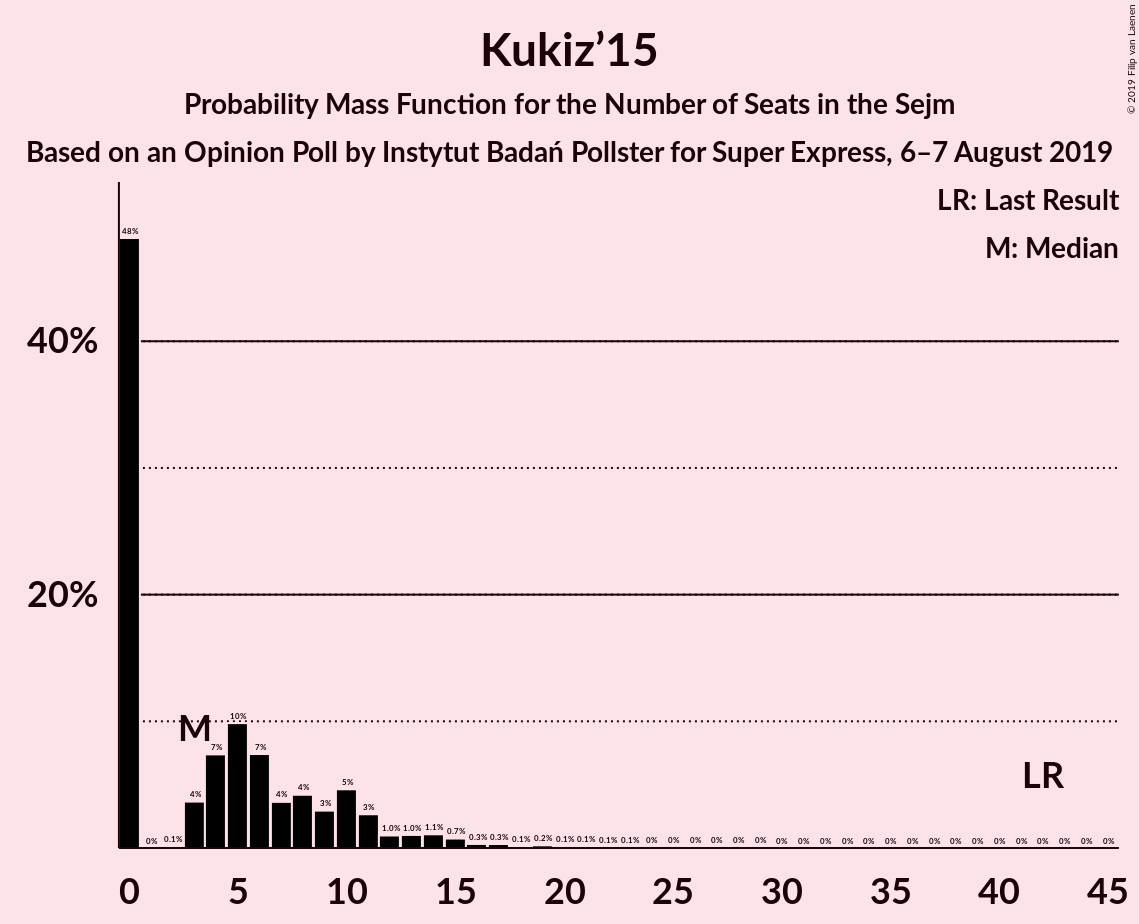 Kukiz’15
Probability Mass Function for the Number of Seats in the Sejm
Based on an Opinion Poll by Instytut Badań Pollster for Super Express, 6–7 August 2019
© 2019 Filip van Laenen
LR: Last Result
M: Median
40%
20%
48% 0% 0.1% 4% 7% 10% 7% 4% 4% 3% 5% 3% 1.0% 1.0% 1.1% 0.7% 0.3% 0.3% 0.1% 0.2% 0.1% 0.1% 0.1% 0.1% 0% 0% 0% 0% 0% 0% 0% 0% 0% 0% 0% 0% 0% 0% 0% 0% 0% 0% 0% 0% 0% 0%
M
LR
0 5 10 15 20 25 30 35 40 45